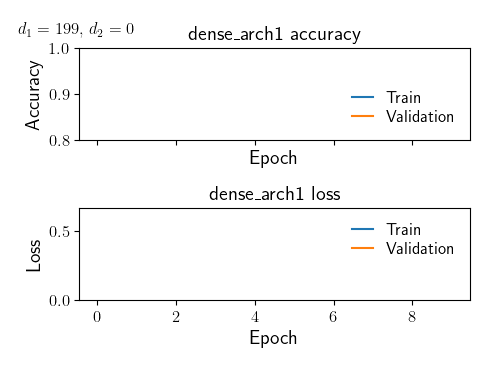 d₁ = 199, d₂ = 0
dense_arch1 accuracy
1.0
0.9
0.8
Accuracy
Train
Validation
Epoch
dense_arch1 loss
0.5
0.0
Loss
Train
Validation
0 2 4 6 8
Epoch